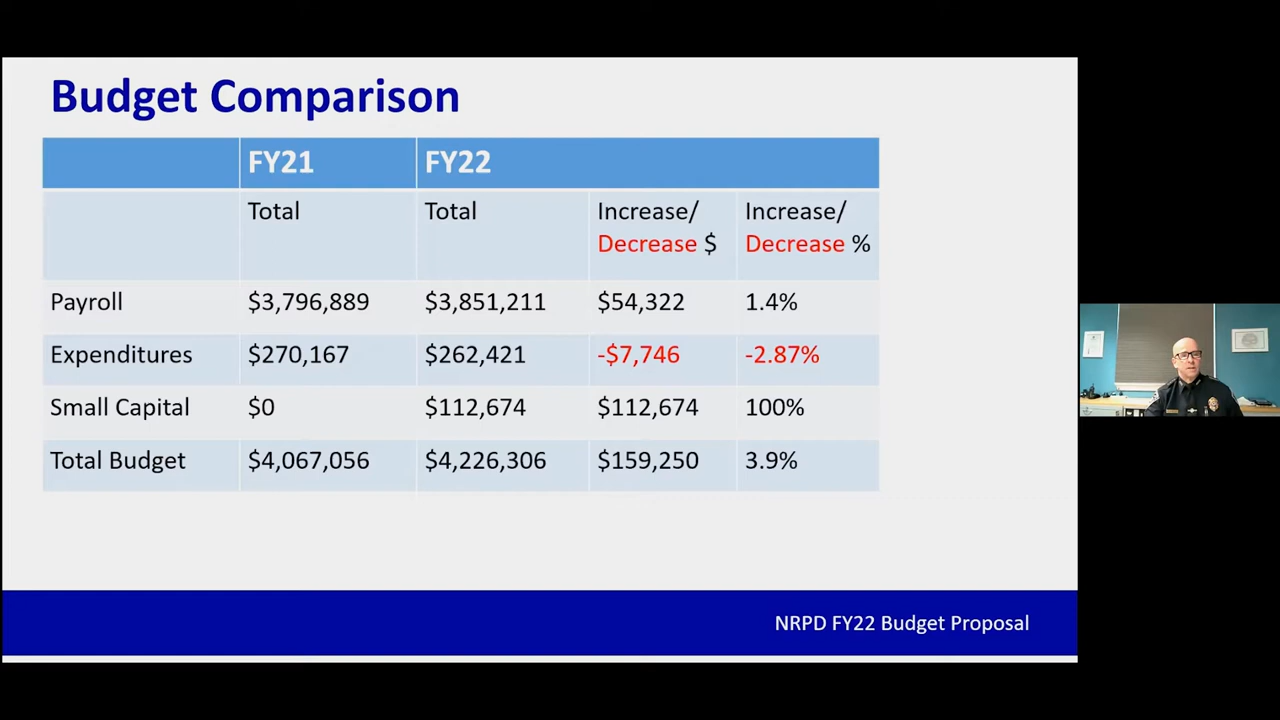 Budget Comparison
FY21 FY22
Total Total Increase/ Increase/
Decrease $ Decrease %
Payroll $3,796,889 $3,851,211 $54,322 1.4%
Expenditures $270,167 $262,421 -$7,746 -2.87%
Small Capital $0 $112,674 $112,674 100%
Total Budget $4,067,056 $4,226,306 $159,250 3.9%
NRPD FY22 Budget Proposal